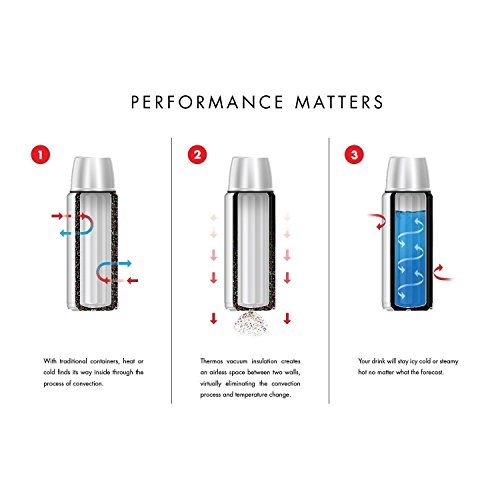 PERFORMANCE MATTERS
1
2
3
With traditional containers, heat or
cold finds its way inside through the
process of convection.
Thermos vacuum insulation creates
an airless space between two walls,
virtually eliminating the convection
process and temperature change.
Your drink will stay icy cold or steamy
hot no matter what the forecast.